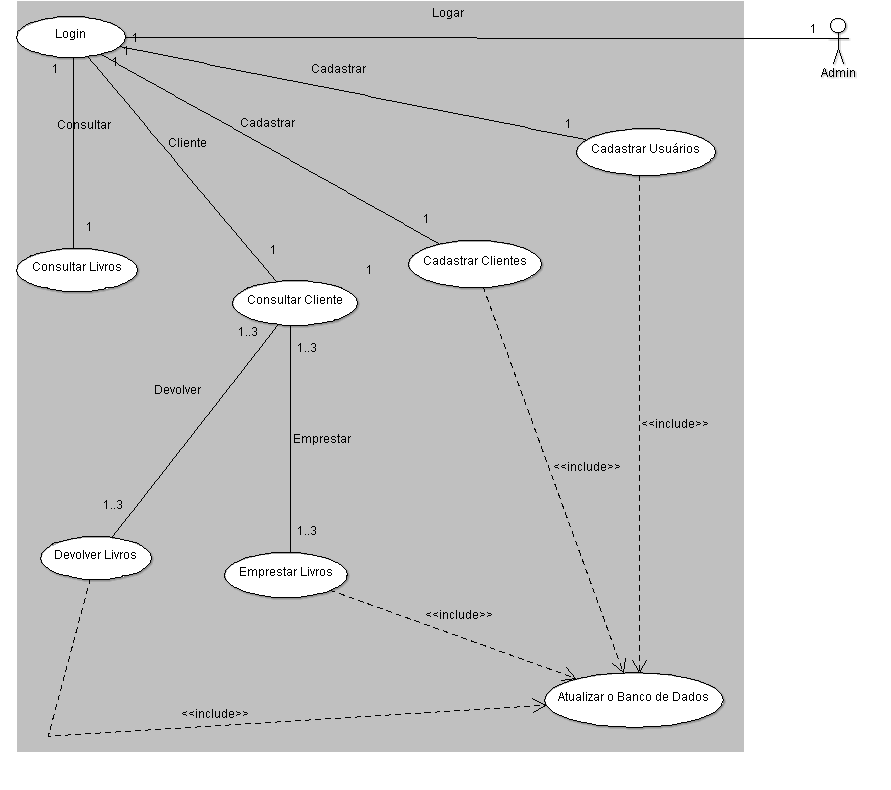 Logar
Login
1
1
Admin
1
1
1
Cadastrar
Consultar
Cadastrar
1
Cliente
Cadastrar Usuários
1
1
1
Consultar Livros
Cadastrar Clientes
1
1
Consultar Cliente
1..3
1..3
Devolver
<<include>>
Emprestar
<<include>>
1..3
1..3
Devolver Livros
Emprestar Livros
<<include>>
Atualizar o Banco de Dados
<<include>>